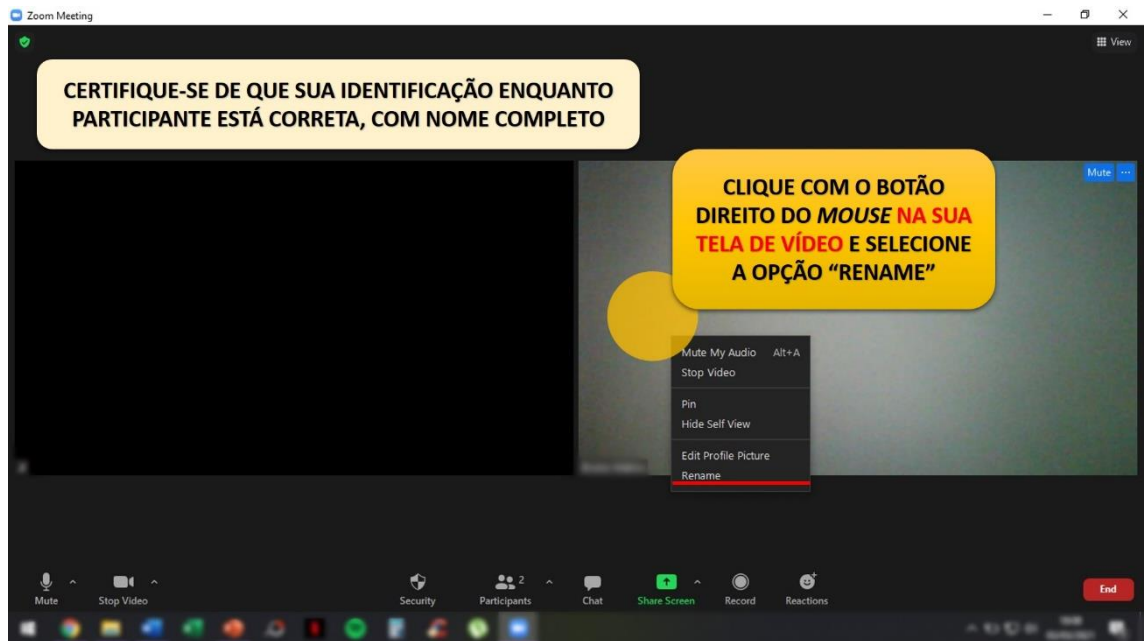 Zoom Meeting
View
CERTIFIQUE-SE DE QUE SUA IDENTIFICAÇÃO ENQUANTO
PARTICIPANTE ESTÁ CORRETA, COM NOME COMPLETO
Mute
CLIQUE COM O BOTÃO
DIREITO DO MOUSE NA SUA
TELA DE VÍDEO E SELECIONE
A OPÇÃO “RENAME”
Mute My Audio Alt+A
Stop Video
Pin
Hide Self View
Edit Profile Picture
Rename
Mute Stop Video Security Participants 2 Chat Share Screen Record Reactions End